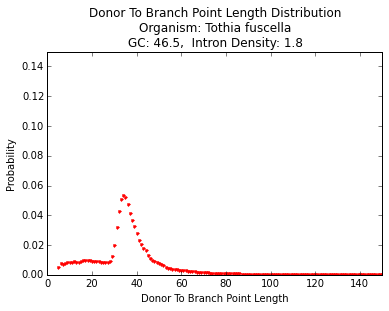 Donor To Branch Point Length Distribution
Organism: Tothia fuscella
GC: 46.5,  Intron Density: 1.8
0.14
0.12
0.10
0.08
0.06
0.04
0.02
0.00
Probability
0 20 40 60 80 100 120 140
Donor To Branch Point Length